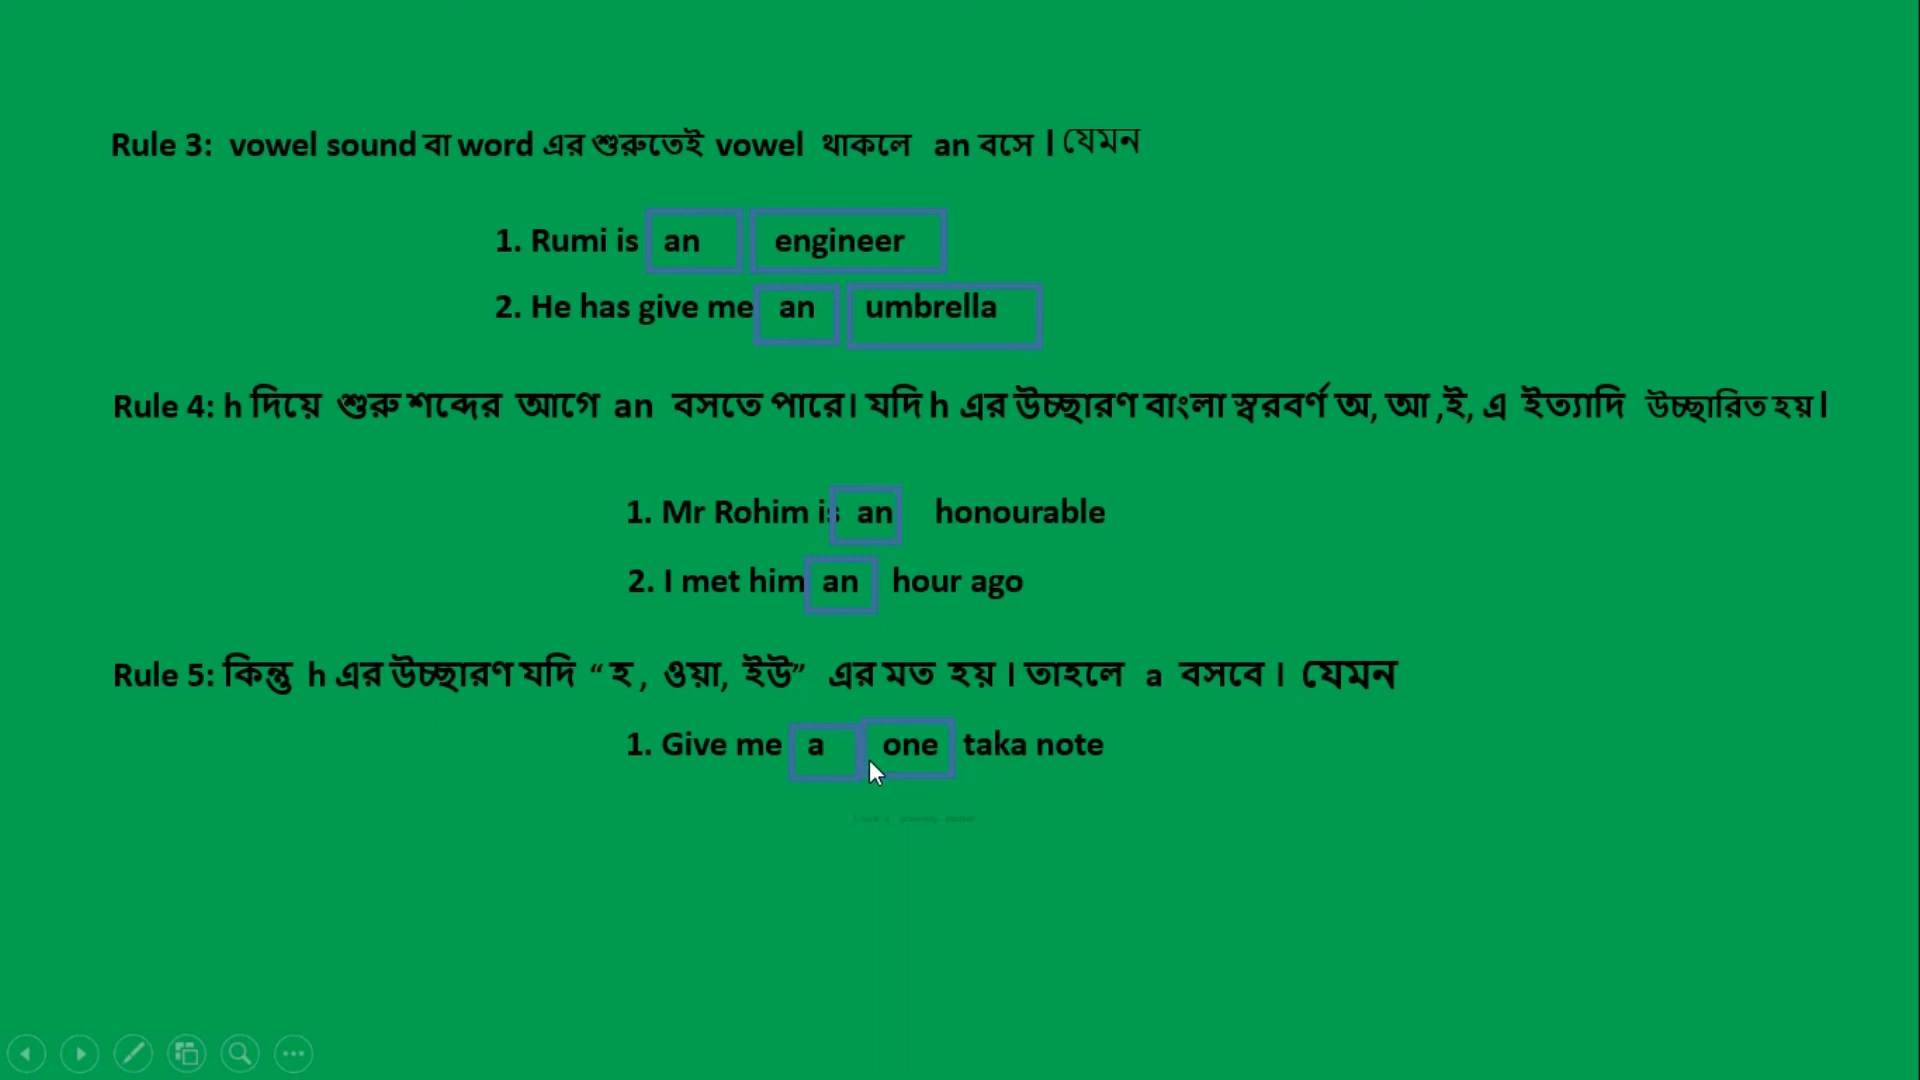 Rule 3: vowel sound বা word এর শুরুতেই vowel থাকলে an বসে । যেমন
1. Rumi is an engineer
2. He has give me an umbrella
Rule 4: h দিয়ে শুরু শব্দের আগে an বসতে পারে। যদি h এর উচ্ছারণ বাংলা স্বরবর্ণ অ, আ ,ই, এ ইত্যাদি উচ্ছারিত হয়।
1. Mr Rohim is an honourable
2. I met him an hour ago
Rule 5: কিন্তু h এর উচ্ছারণ যদি “ হ , ওয়া, ইউ” এর মত হয় । তাহলে a বসবে । যেমন
1. Give me a one taka note